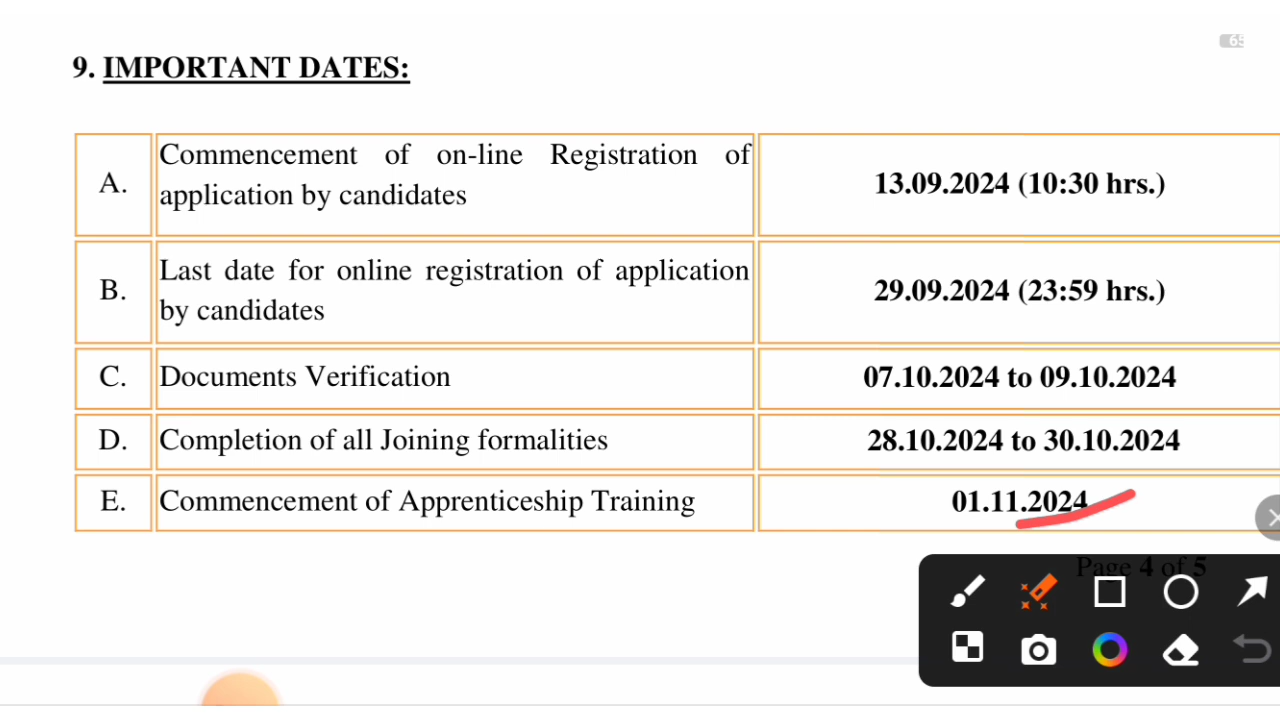 65
9. IMPORTANT DATES:
A.
Commencement of on-line Registration of
application by candidates
13.09.2024 (10:30 hrs.)
B.
Last date for online registration of application
by candidates
29.09.2024 (23:59 hrs.)
C.
Documents Verification
07.10.2024 to 09.10.2024
D.
Completion of all Joining formalities
28.10.2024 to 30.10.2024
E.
Commencement of Apprenticeship Training
01.11.2024
Page 4 of 5